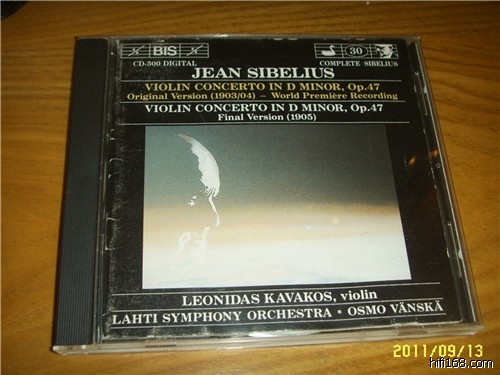 BIS
CD-500 DIGITAL
30
COMPLETE SIBELIUS
JEAN SIBELIUS
VIOLIN CONCERTO IN D MINOR, Op.47
Original Version (1903/04) – World Première Recording
VIOLIN CONCERTO IN D MINOR, Op.47
Final Version (1905)
LEONIDAS KAVAKOS, violin
LAHTI SYMPHONY ORCHESTRA • OSMO VÄNSKÄ
2011/09/13
hifi168.com